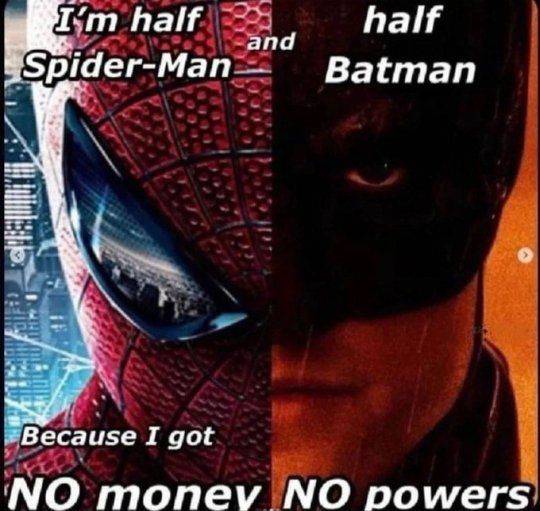 I'm half
Spider-Man
and
half
Batman
Because I got
NO money
NO powers